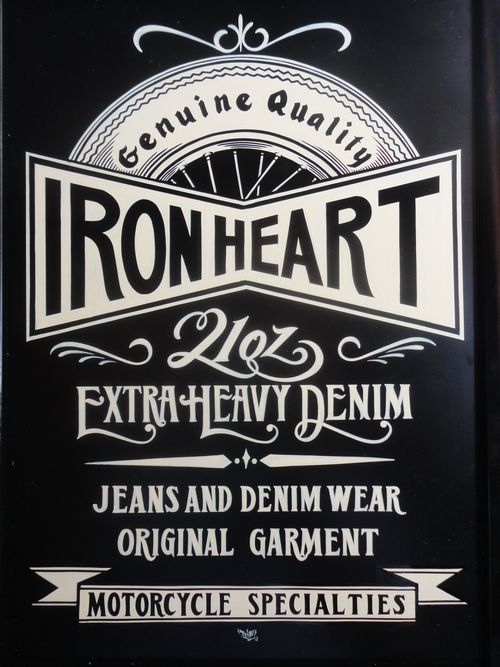 Genuine Quality
IRON HEART
21oz
EXTRA HEAVY DENIM
JEANS AND DENIM WEAR
ORIGINAL GARMENT
MOTORCYCLE SPECIALTIES